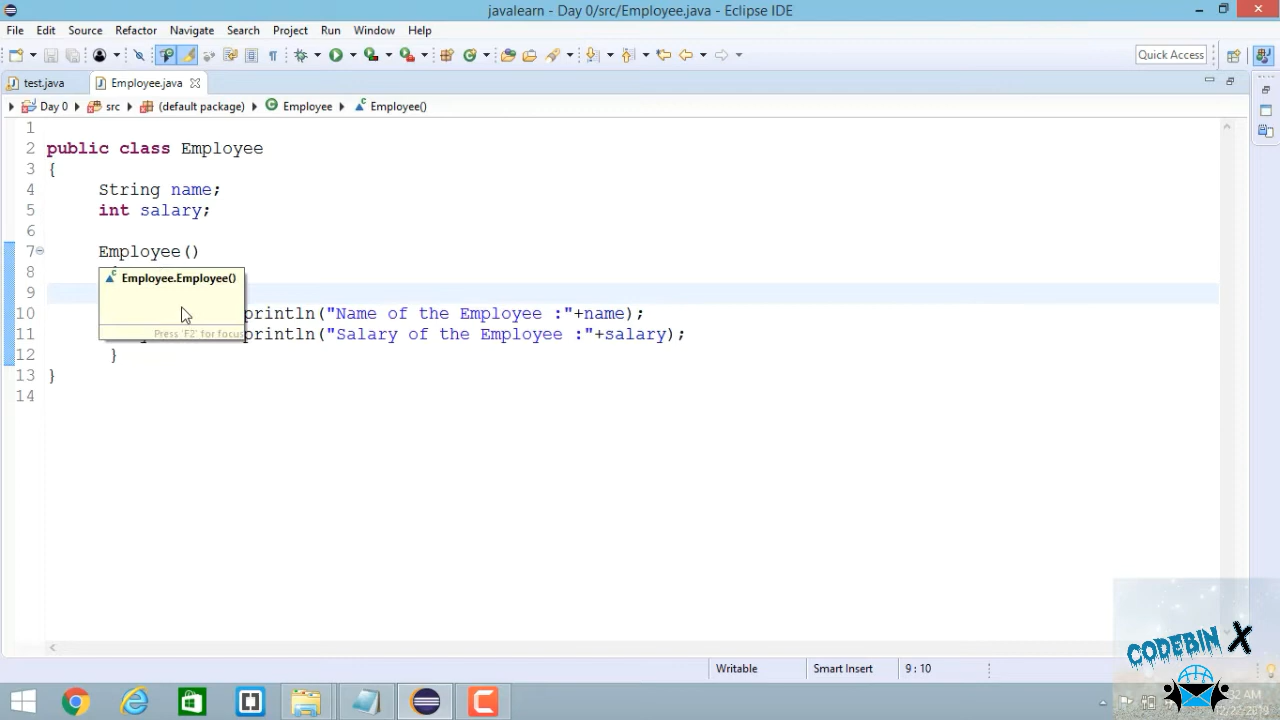 javalearn - Day 0/src/Employee.java - Eclipse IDE
File Edit Source Refactor Navigate Search Project Run Window Help
Quick Access
test.java Employee.java
Day 0 src (default package) Employee Employee()
1
2 public class Employee
3 {
4 String name;
5 int salary;
6
7 Employee()
8
Employee.Employee()
9
10 println("Name of the Employee :"+name);
Press 'F2' for focus
11 println("Salary of the Employee :"+salary);
12 }
13 }
14
CODEBIN X
Writable Smart Insert 9 : 10